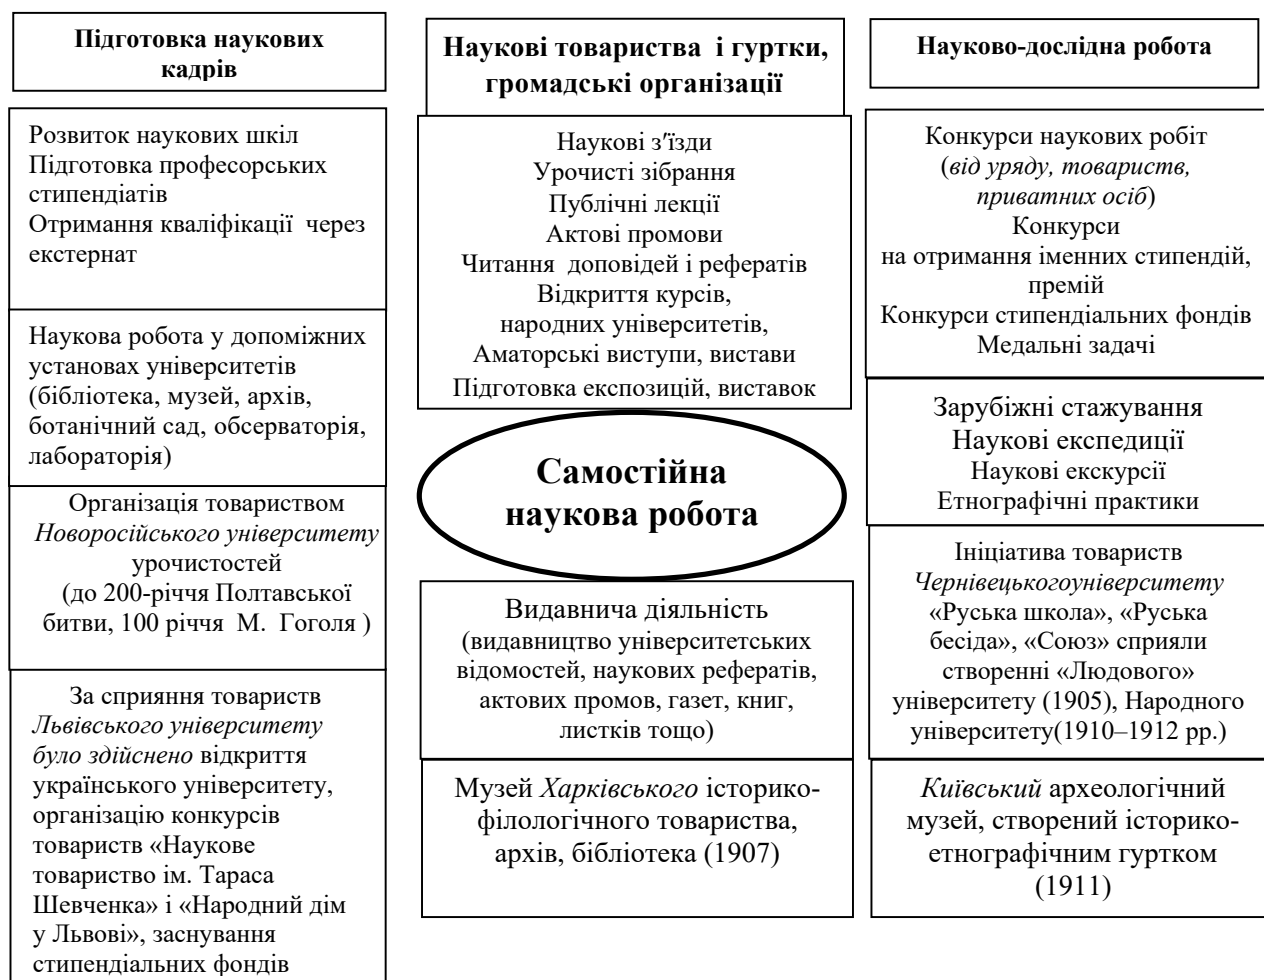 Підготовка наукових
кадрів
Розвиток наукових шкіл
Підготовка професорських
стипендіатів
Отримання кваліфікації через
екстернат
Наукова робота у допоміжних
установах університетів
(бібліотека, музей, архів,
ботанічний сад, обсерваторія,
лабораторія)
Організація товариством
Новоросійського університету
урочистостей
(до 200-річчя Полтавської
битви, 100 річчя М. Гоголя )
За сприяння товариств
Львівського університету
було здійснено відкриття
українського університету,
організацію конкурсів
товариств «Наукове
товариство ім. Тараса
Шевченка» і «Народний дім
у Львові», заснування
стипендіальних фондів
Наукові товариства і гуртки,
громадські організації
Наукові з'їзди
Урочисті зібрання
Публічні лекції
Актові промови
Читання доповідей і рефератів
Відкриття курсів,
народних університетів,
Аматорські виступи, вистави
Підготовка експозицій, виставок
Самостійна
наукова робота
Видавнича діяльність
(видавництво університетських
відомостей, наукових рефератів,
актових промов, газет, книг,
листків тощо)
Музей Харківського історико-
філологічного товариства,
архів, бібліотека (1907)
Науково-дослідна робота
Конкурси наукових робіт
(від уряду, товариств,
приватних осіб)
Конкурси
на отримання іменних стипендій,
премій
Конкурси стипендіальних фондів
Медальні задачі
Зарубіжні стажування
Наукові експедиції
Наукові екскурсії
Етнографічні практики
Ініціатива товариств
Чернівецькогоуніверситету
«Руська школа», «Руська
бесіда», «Союз» сприяли
створенні «Людового»
університету (1905), Народного
університету(1910–1912 рр.)
Київський археологічний
музей, створений історико-
етнографічним гуртком
(1911)